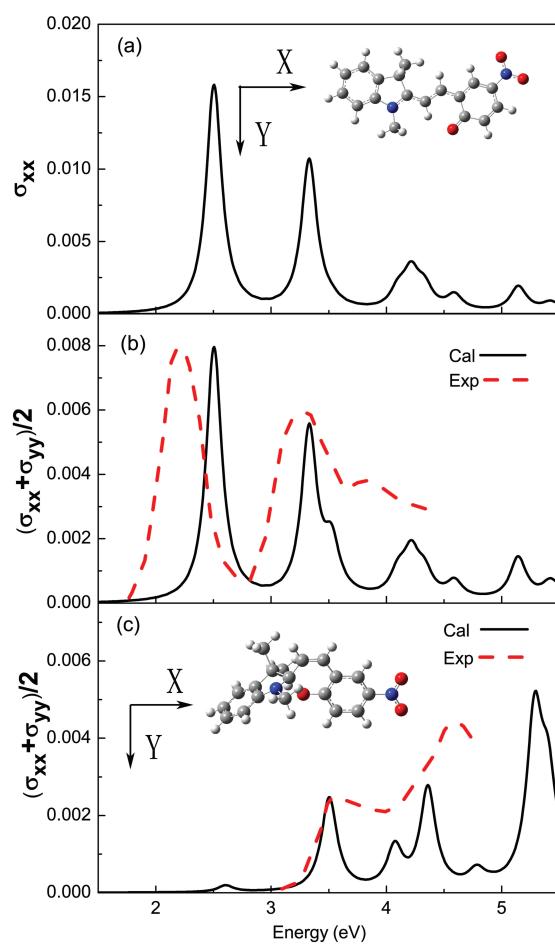 0.020
(a)
X
Y
0.015
0.010
0.005
0.000
σxx
(b)
Cal
Exp
0.008
0.006
0.004
0.002
0.000
(σxx+σyy)/2
(c)
Cal
Exp
X
Y
0.006
0.004
0.002
0.000
(σxx+σyy)/2
2 3 4 5
Energy (eV)